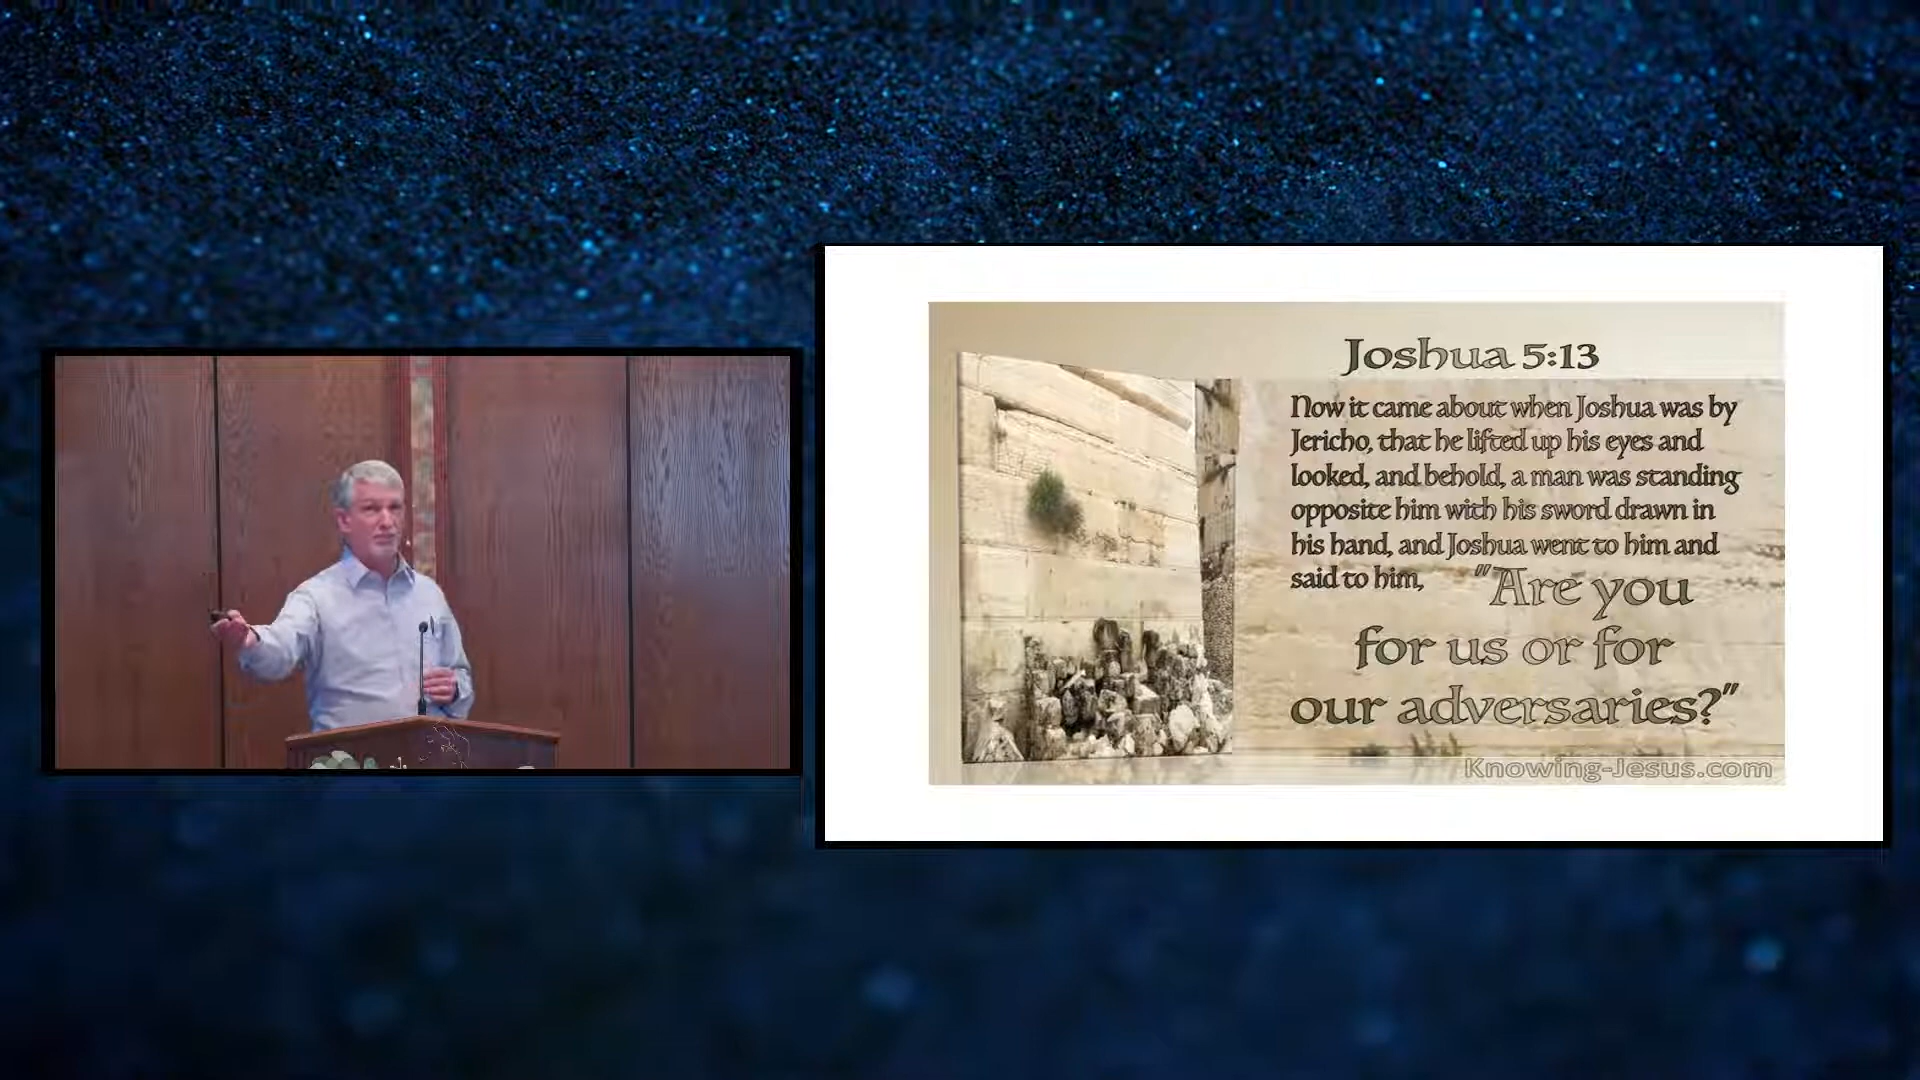 Joshua 5:13
Now it came about when Joshua was by
Jericho, that he lifted up his eyes and
looked, and behold, a man was standing
opposite him with his sword drawn in
his hand, and Joshua went to him and
said to him, "Are you
for us or for
our adversaries?"
Knowing-Jesus.com